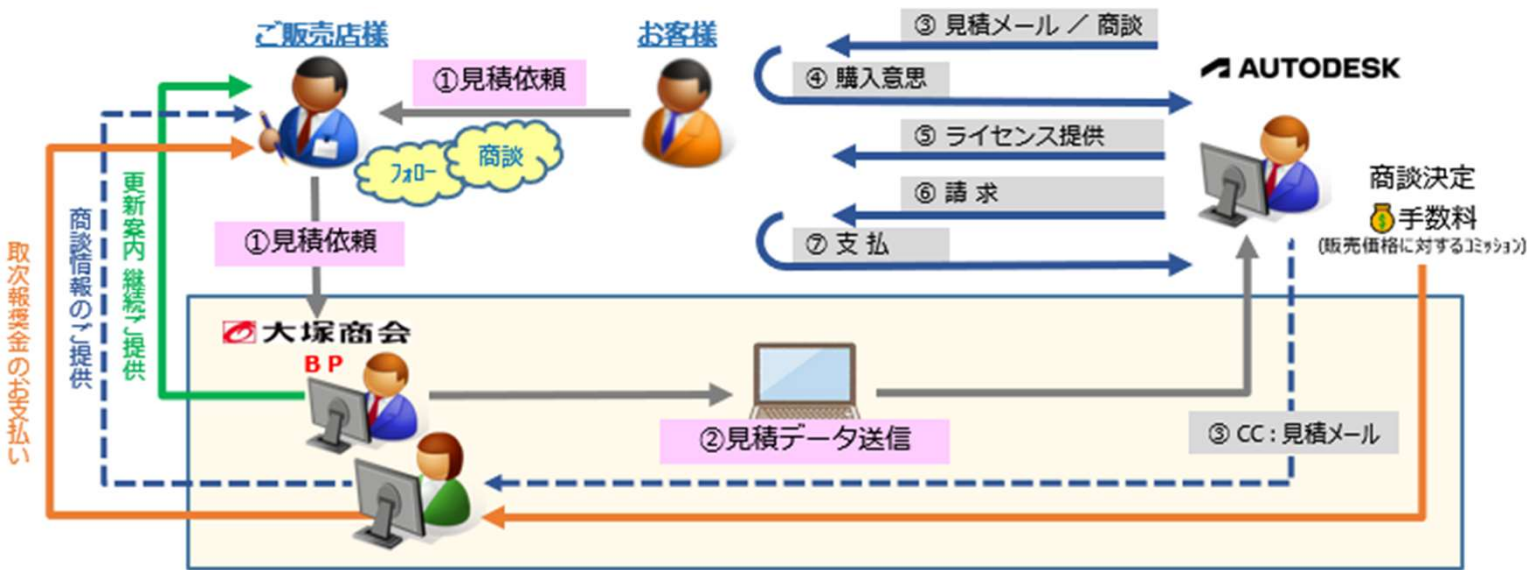 ご販売店様
お客様
①見積依頼
フォロー
商談
①見積依頼
③ 見積メール ／ 商談
④ 購入意思
⑤ ライセンス提供
⑥ 請 求
⑦ 支 払
AUTODESK
商談決定
$
手数料
(販売価格に対するコミッション)
取次報奨金のお支払い
商談情報のご提供
更新案内 継続ご提供
大塚商会
BP
②見積データ送信
③ CC：見積メール